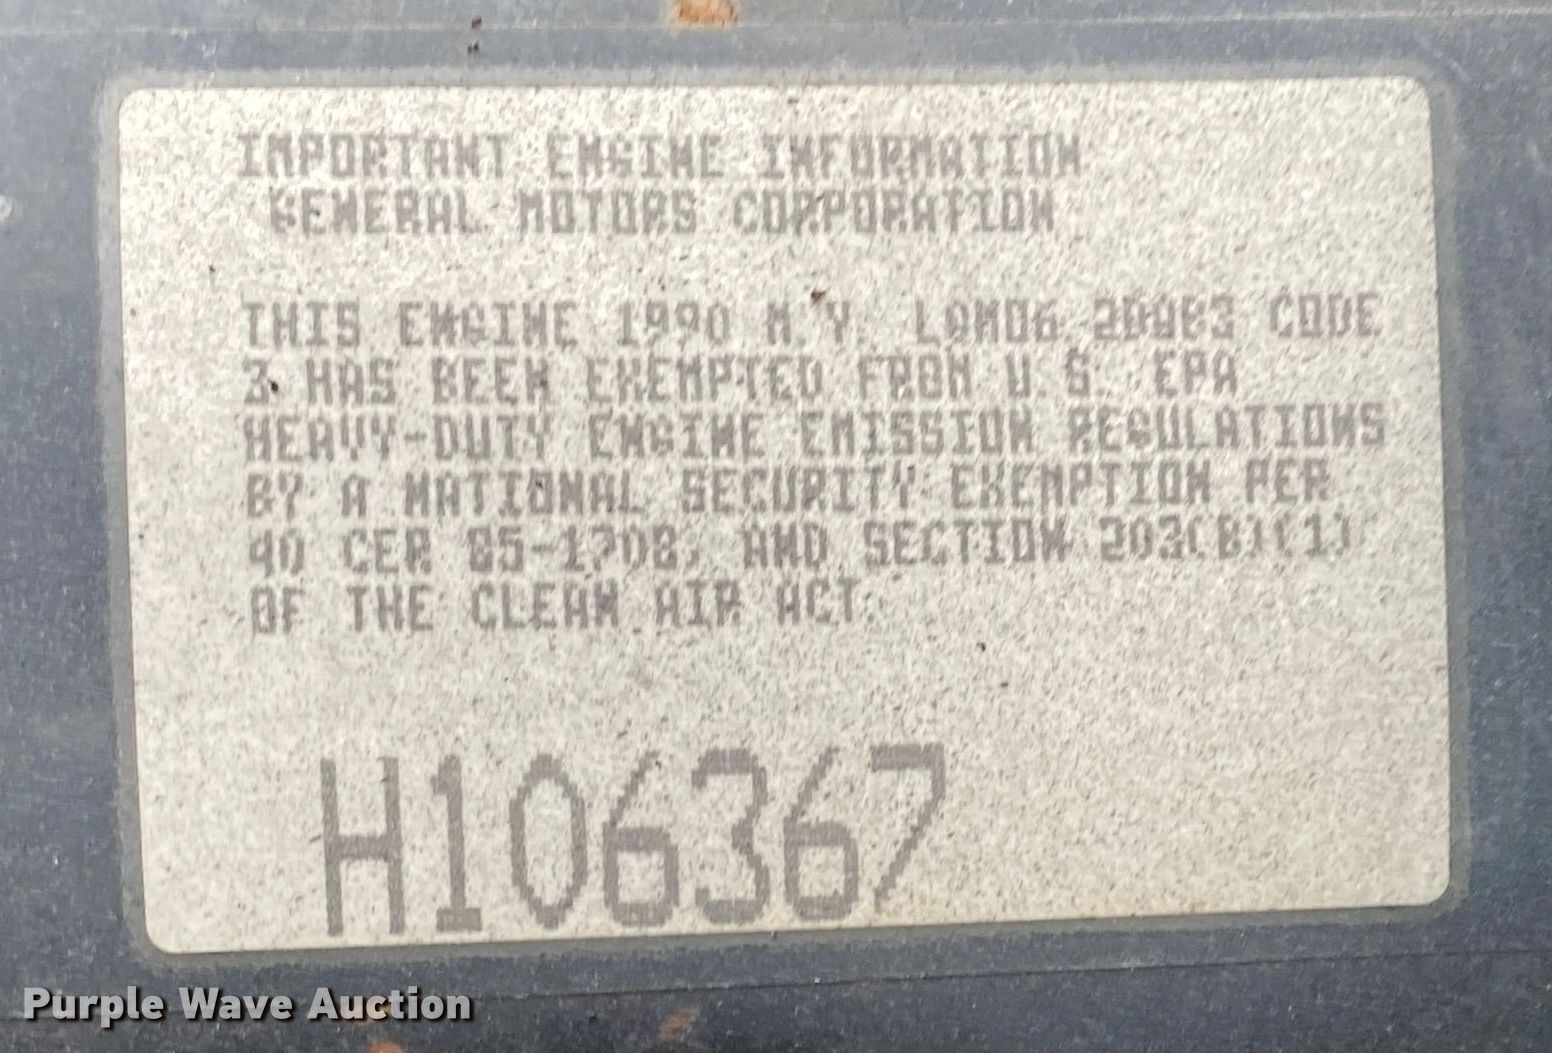 IMPORTANT ENGINE INFORMATION
GENERAL MOTORS CORPORATION
THIS ENGINE 1990 M.Y. CODE
3 HAS BEEN EXEMPTED FROM U.S. EPA
HEAVY-DUTY ENGINE EMISSION REGULATIONS
BY A NATIONAL SECURITY EXEMPTION PER
40 CFR 85-1708, AND SECTION 203(B)(1)
OF THE CLEAN AIR ACT.
H106367
Purple Wave Auction